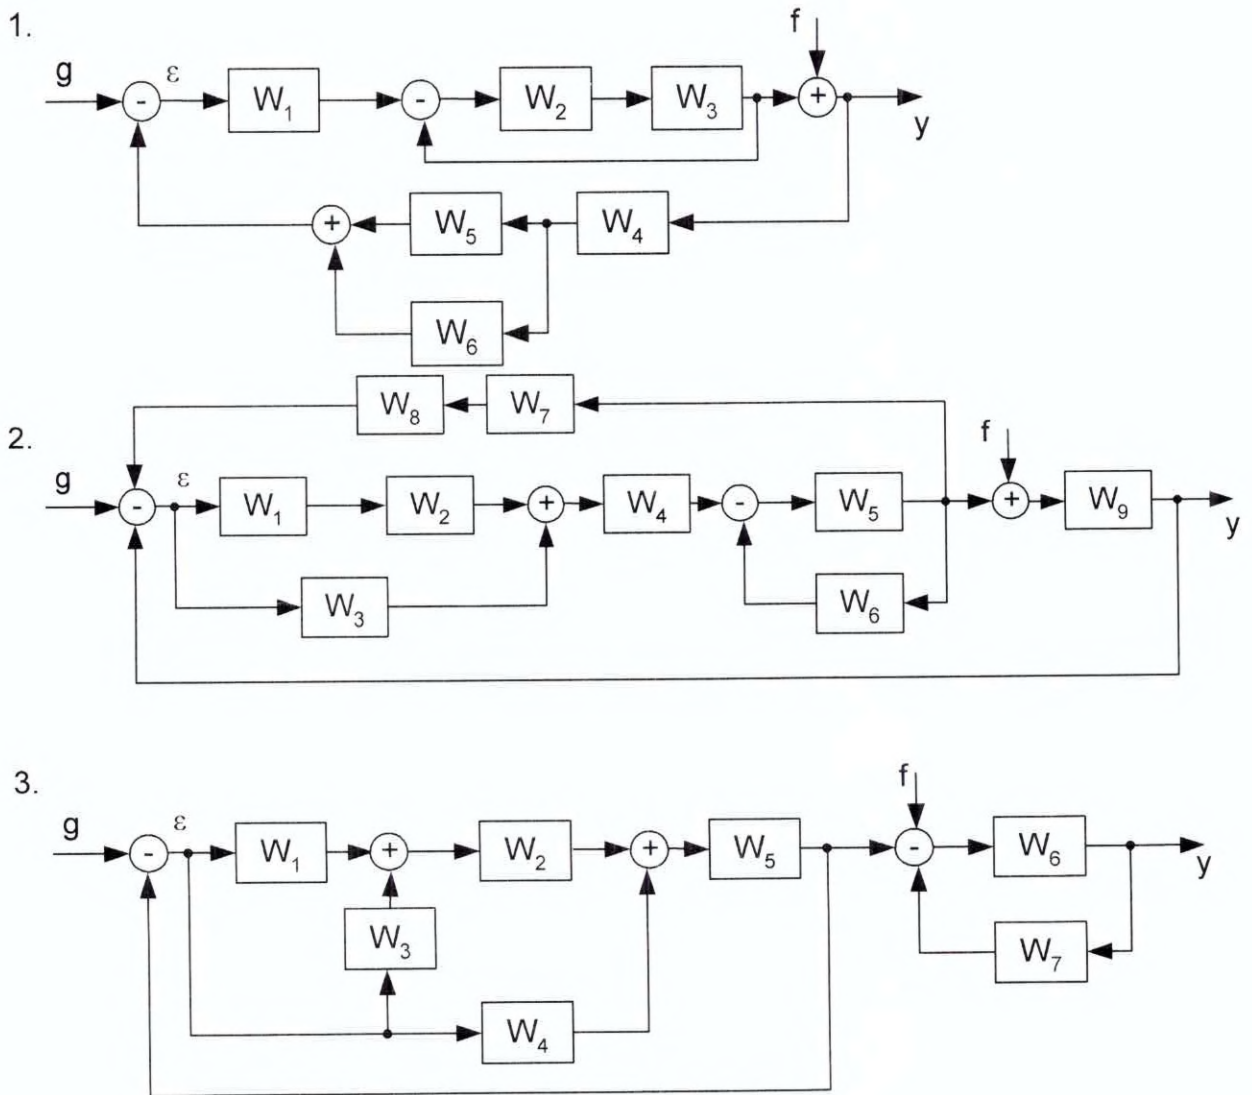 1.
f
g ε W1 - W2 W3 + y
-
+ W5 W4
W6
W8 W7
2.
f
g ε
- W1 W2 + W4 - W5 + W9
y
W3 W6
3.
f
g ε
- W1 + W2 + W5 - W6
y
W3
W7
W4